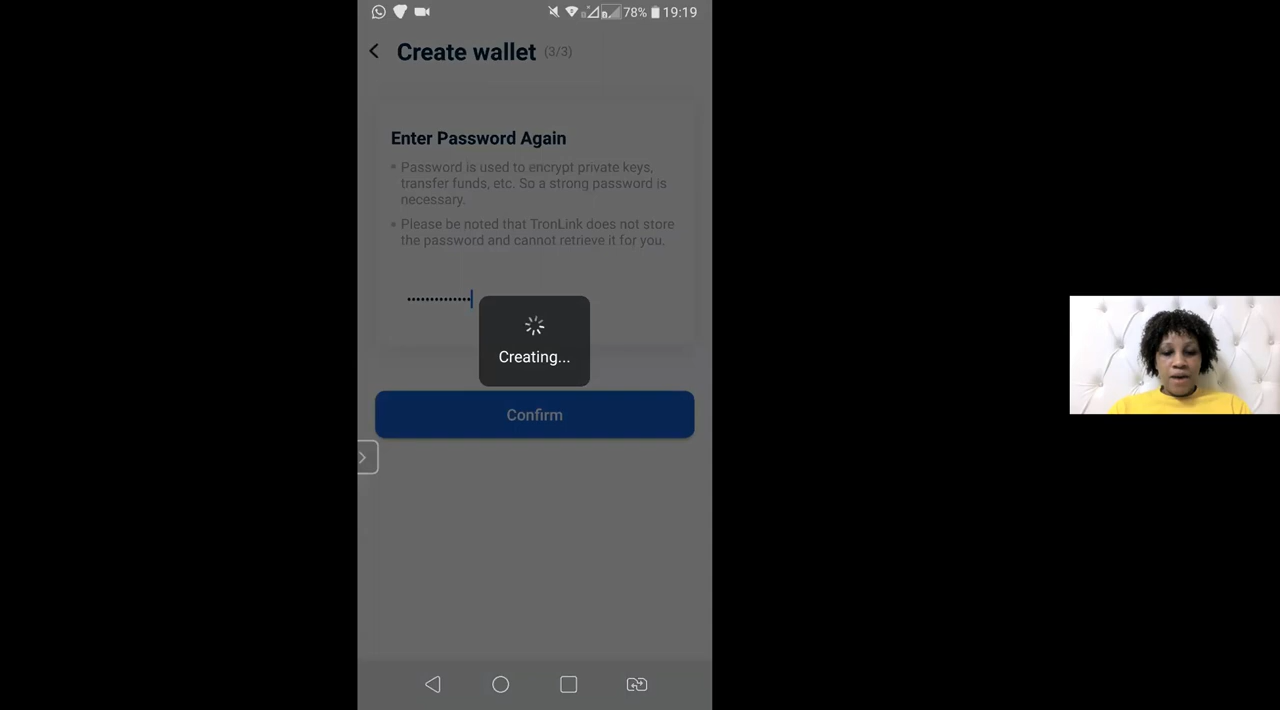 78% 19:19
Create wallet (3/3)
Enter Password Again
• Password is used to encrypt private keys,
transfer funds, etc. So a strong password is
necessary.
• Please be noted that TronLink does not store
the password and cannot retrieve it for you.
Creating...
Confirm